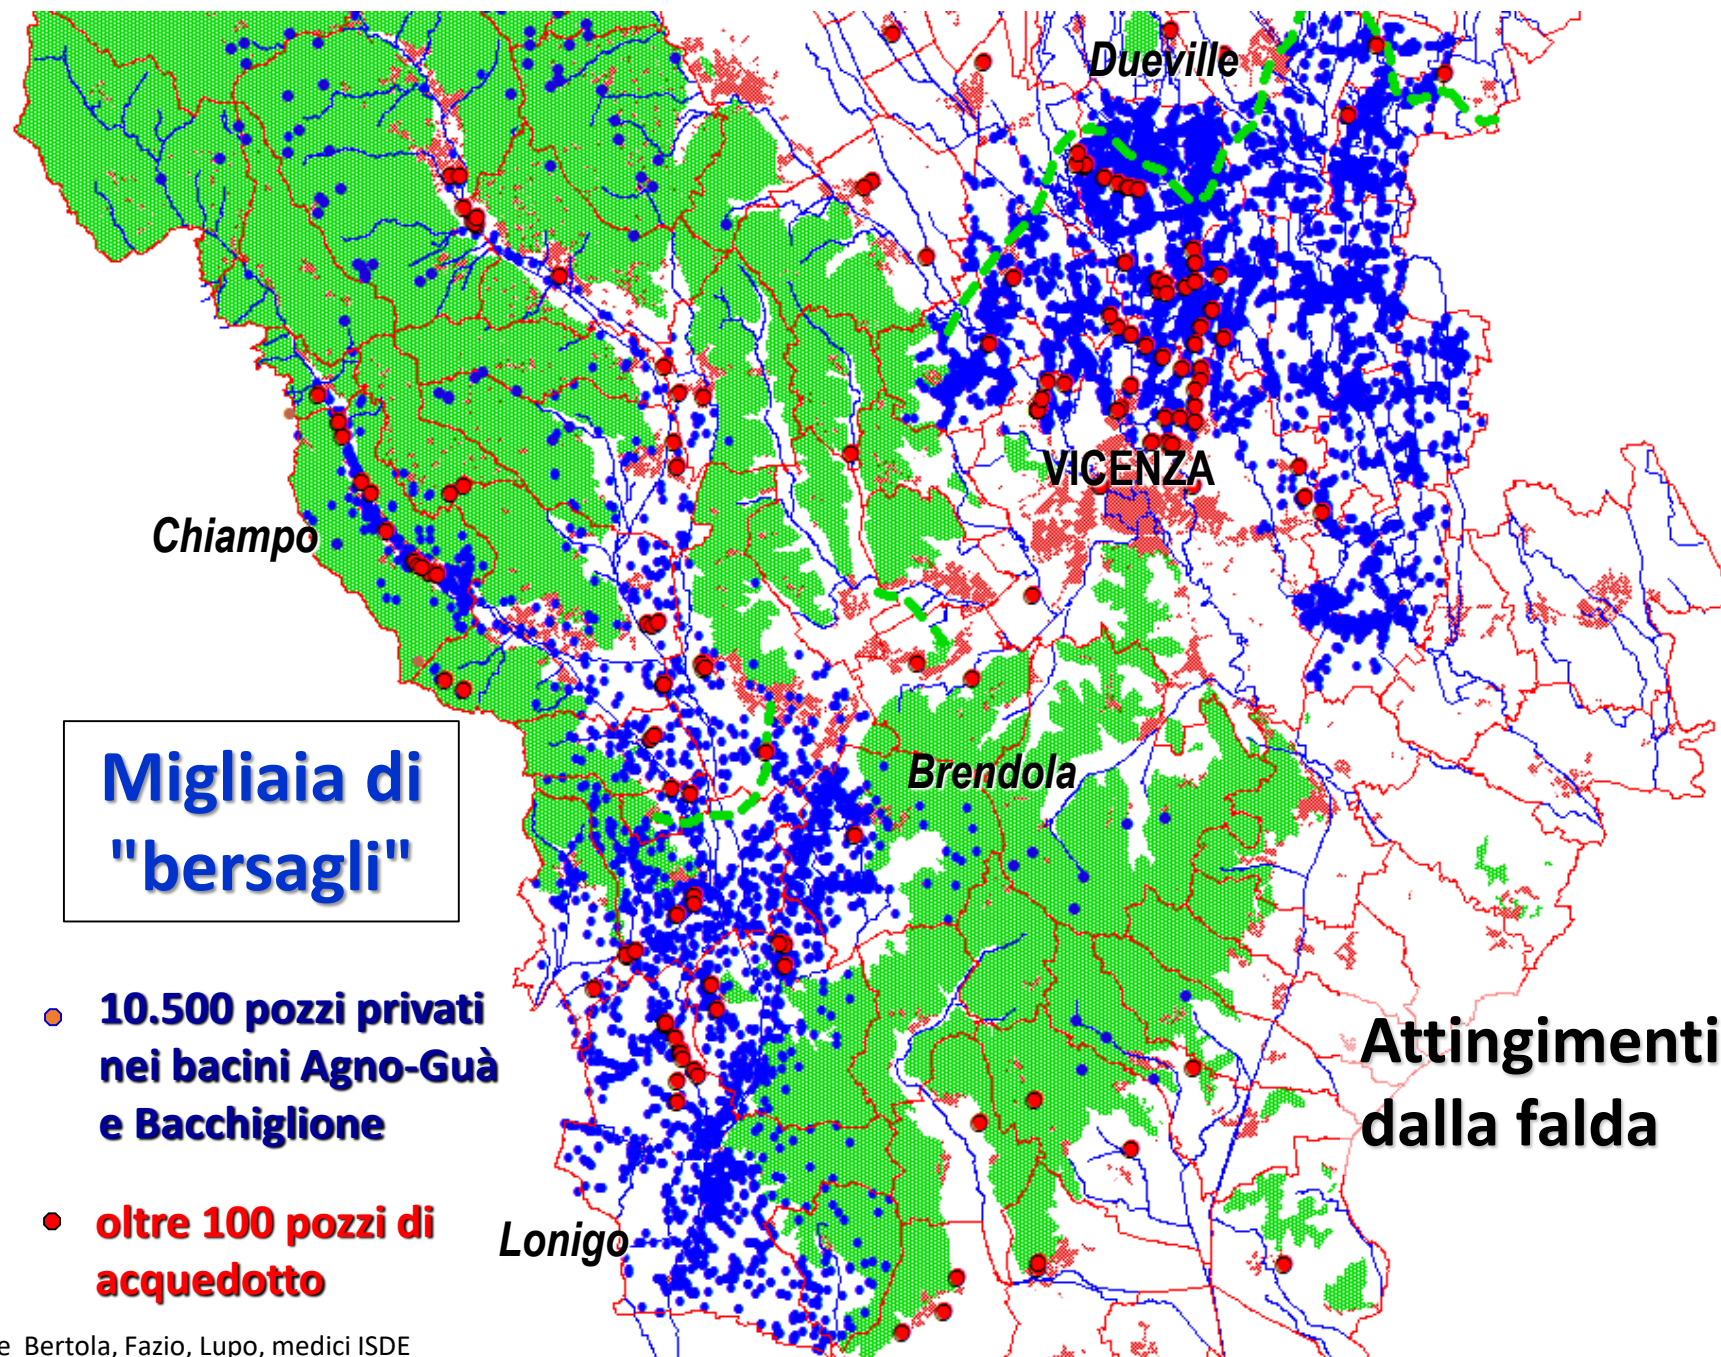 Dueville
VICENZA
Chiampo
Migliaia di
"bersagli"
Brendola
10.500 pozzi privati
nei bacini Agno-Guà
e Bacchiglione
Attingimenti
dalla falda
oltre 100 pozzi di
acquedotto
Lonigo
e Bertola, Fazio, Lupo, medici ISDE